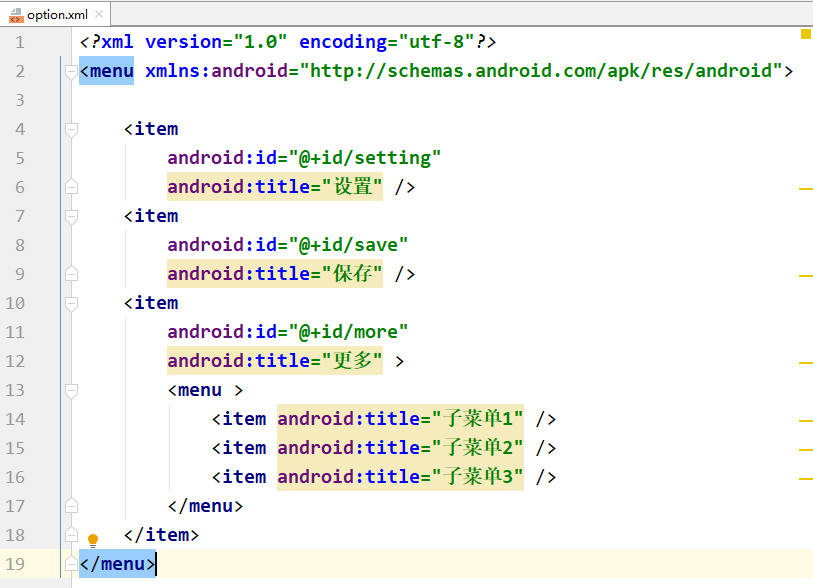 option.xml
1 <?xml version="1.0" encoding="utf-8"?>
2 <menu xmlns:android="http://schemas.android.com/apk/res/android">
3
4 <item
5 android:id="@+id/setting"
6 android:title="设置" />
7 <item
8 android:id="@+id/save"
9 android:title="保存" />
10 <item
11 android:id="@+id/more"
12 android:title="更多" >
13 <menu >
14 <item android:title="子菜单1" />
15 <item android:title="子菜单2" />
16 <item android:title="子菜单3" />
17 </menu>
18 </item>
19 </menu>